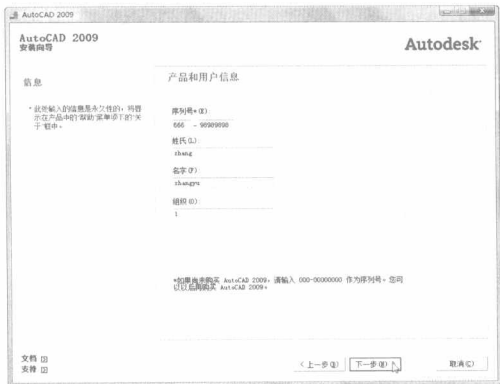 AutoCAD 2009
AutoCAD 2009
安装向导
Autodesk
信息
产品和用户信息
*此处输入的信息是永久性的，将显
示在产品中的"帮助"菜单项下的"关
于"框中。
序列号*(E):
666 - 98989898
姓氏(L):
zhang
名字(F):
zhangyu
组织(O):
1
*如果尚未购买 AutoCAD 2009，请输入 000-00000000 作为序列号。您可
以以后再购买 AutoCAD 2009。
文档
支持
<上一步(B)
下一步(N)>
取消(C)